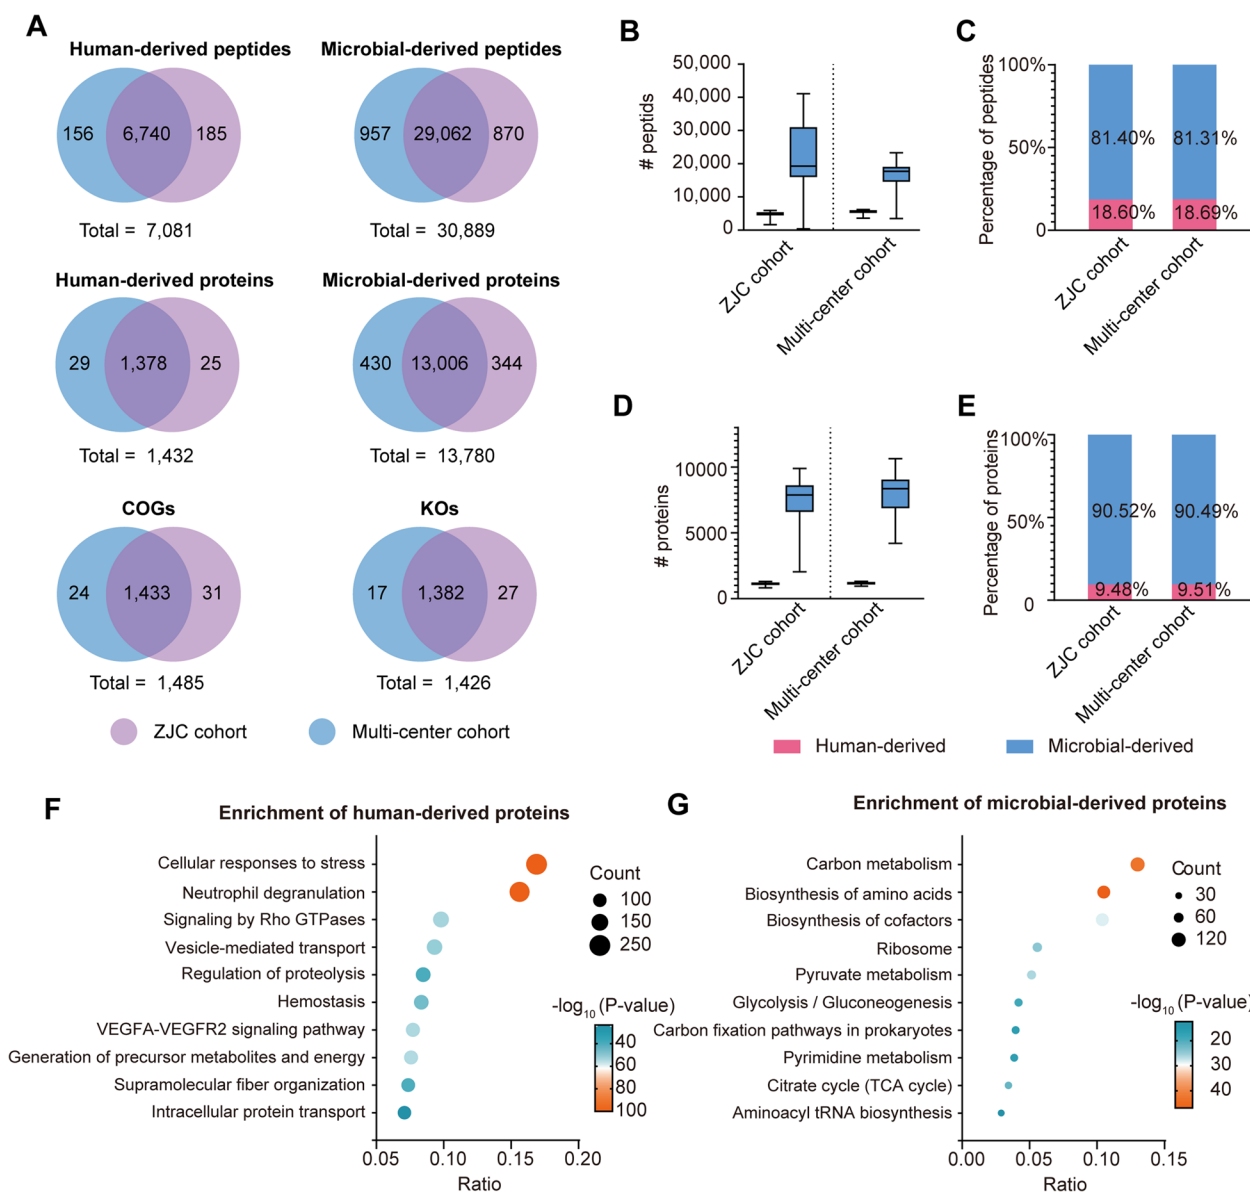 A
Human-derived peptides
156
6,740
185
Total = 7,081
Microbial-derived peptides
957
29,062
870
Total = 30,889
Human-derived proteins
29
1,378
25
Total = 1,432
Microbial-derived proteins
430
13,006
344
Total = 13,780
COGs
24
1,433
31
Total = 1,485
KOs
17
1,382
27
Total = 1,426
ZJC cohort
Multi-center cohort
B
# peptids
50,000
40,000
30,000
20,000
10,000
0
ZJC cohort
Multi-center cohort
C
Percentage of peptides
100%
50%
0
81.40%
81.31%
18.60%
18.69%
ZJC cohort
Multi-center cohort
D
# proteins
10000
5000
0
ZJC cohort
Multi-center cohort
E
Percentage of proteins
100%
50%
0
90.52%
90.49%
9.48%
9.51%
ZJC cohort
Multi-center cohort
Human-derived
Microbial-derived
F
Enrichment of human-derived proteins
Cellular responses to stress
Neutrophil degranulation
Signaling by Rho GTPases
Vesicle-mediated transport
Regulation of proteolysis
Hemostasis
VEGFA-VEGFR2 signaling pathway
Generation of precursor metabolites and energy
Supramolecular fiber organization
Intracellular protein transport
0.05
0.10
0.15
0.20
Ratio
Count
100
150
250
-log10 (P-value)
40
60
80
100
G
Enrichment of microbial-derived proteins
Carbon metabolism
Biosynthesis of amino acids
Biosynthesis of cofactors
Ribosome
Pyruvate metabolism
Glycolysis / Gluconeogenesis
Carbon fixation pathways in prokaryotes
Pyrimidine metabolism
Citrate cycle (TCA cycle)
Aminoacyl tRNA biosynthesis
0.00
0.05
0.10
0.15
Ratio
Count
30
60
120
-log10 (P-value)
20
30
40